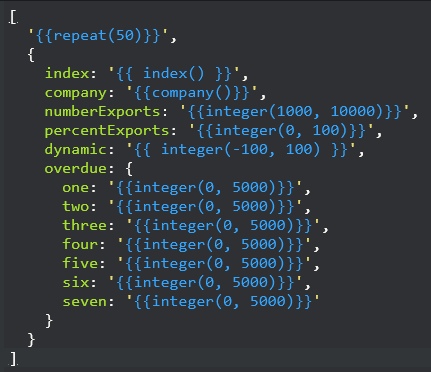 [
  '{{repeat(50)}}',
  {
    index: '{{ index() }}',
    company: '{{company()}}',
    numberExports: '{{integer(1000, 10000)}}',
    percentExports: '{{integer(0, 100)}}',
    dynamic: '{{ integer(-100, 100) }}',
    overdue: {
      one: '{{integer(0, 5000)}}',
      two: '{{integer(0, 5000)}}',
      three: '{{integer(0, 5000)}}',
      four: '{{integer(0, 5000)}}',
      five: '{{integer(0, 5000)}}',
      six: '{{integer(0, 5000)}}',
      seven: '{{integer(0, 5000)}}'
    }
  }
]